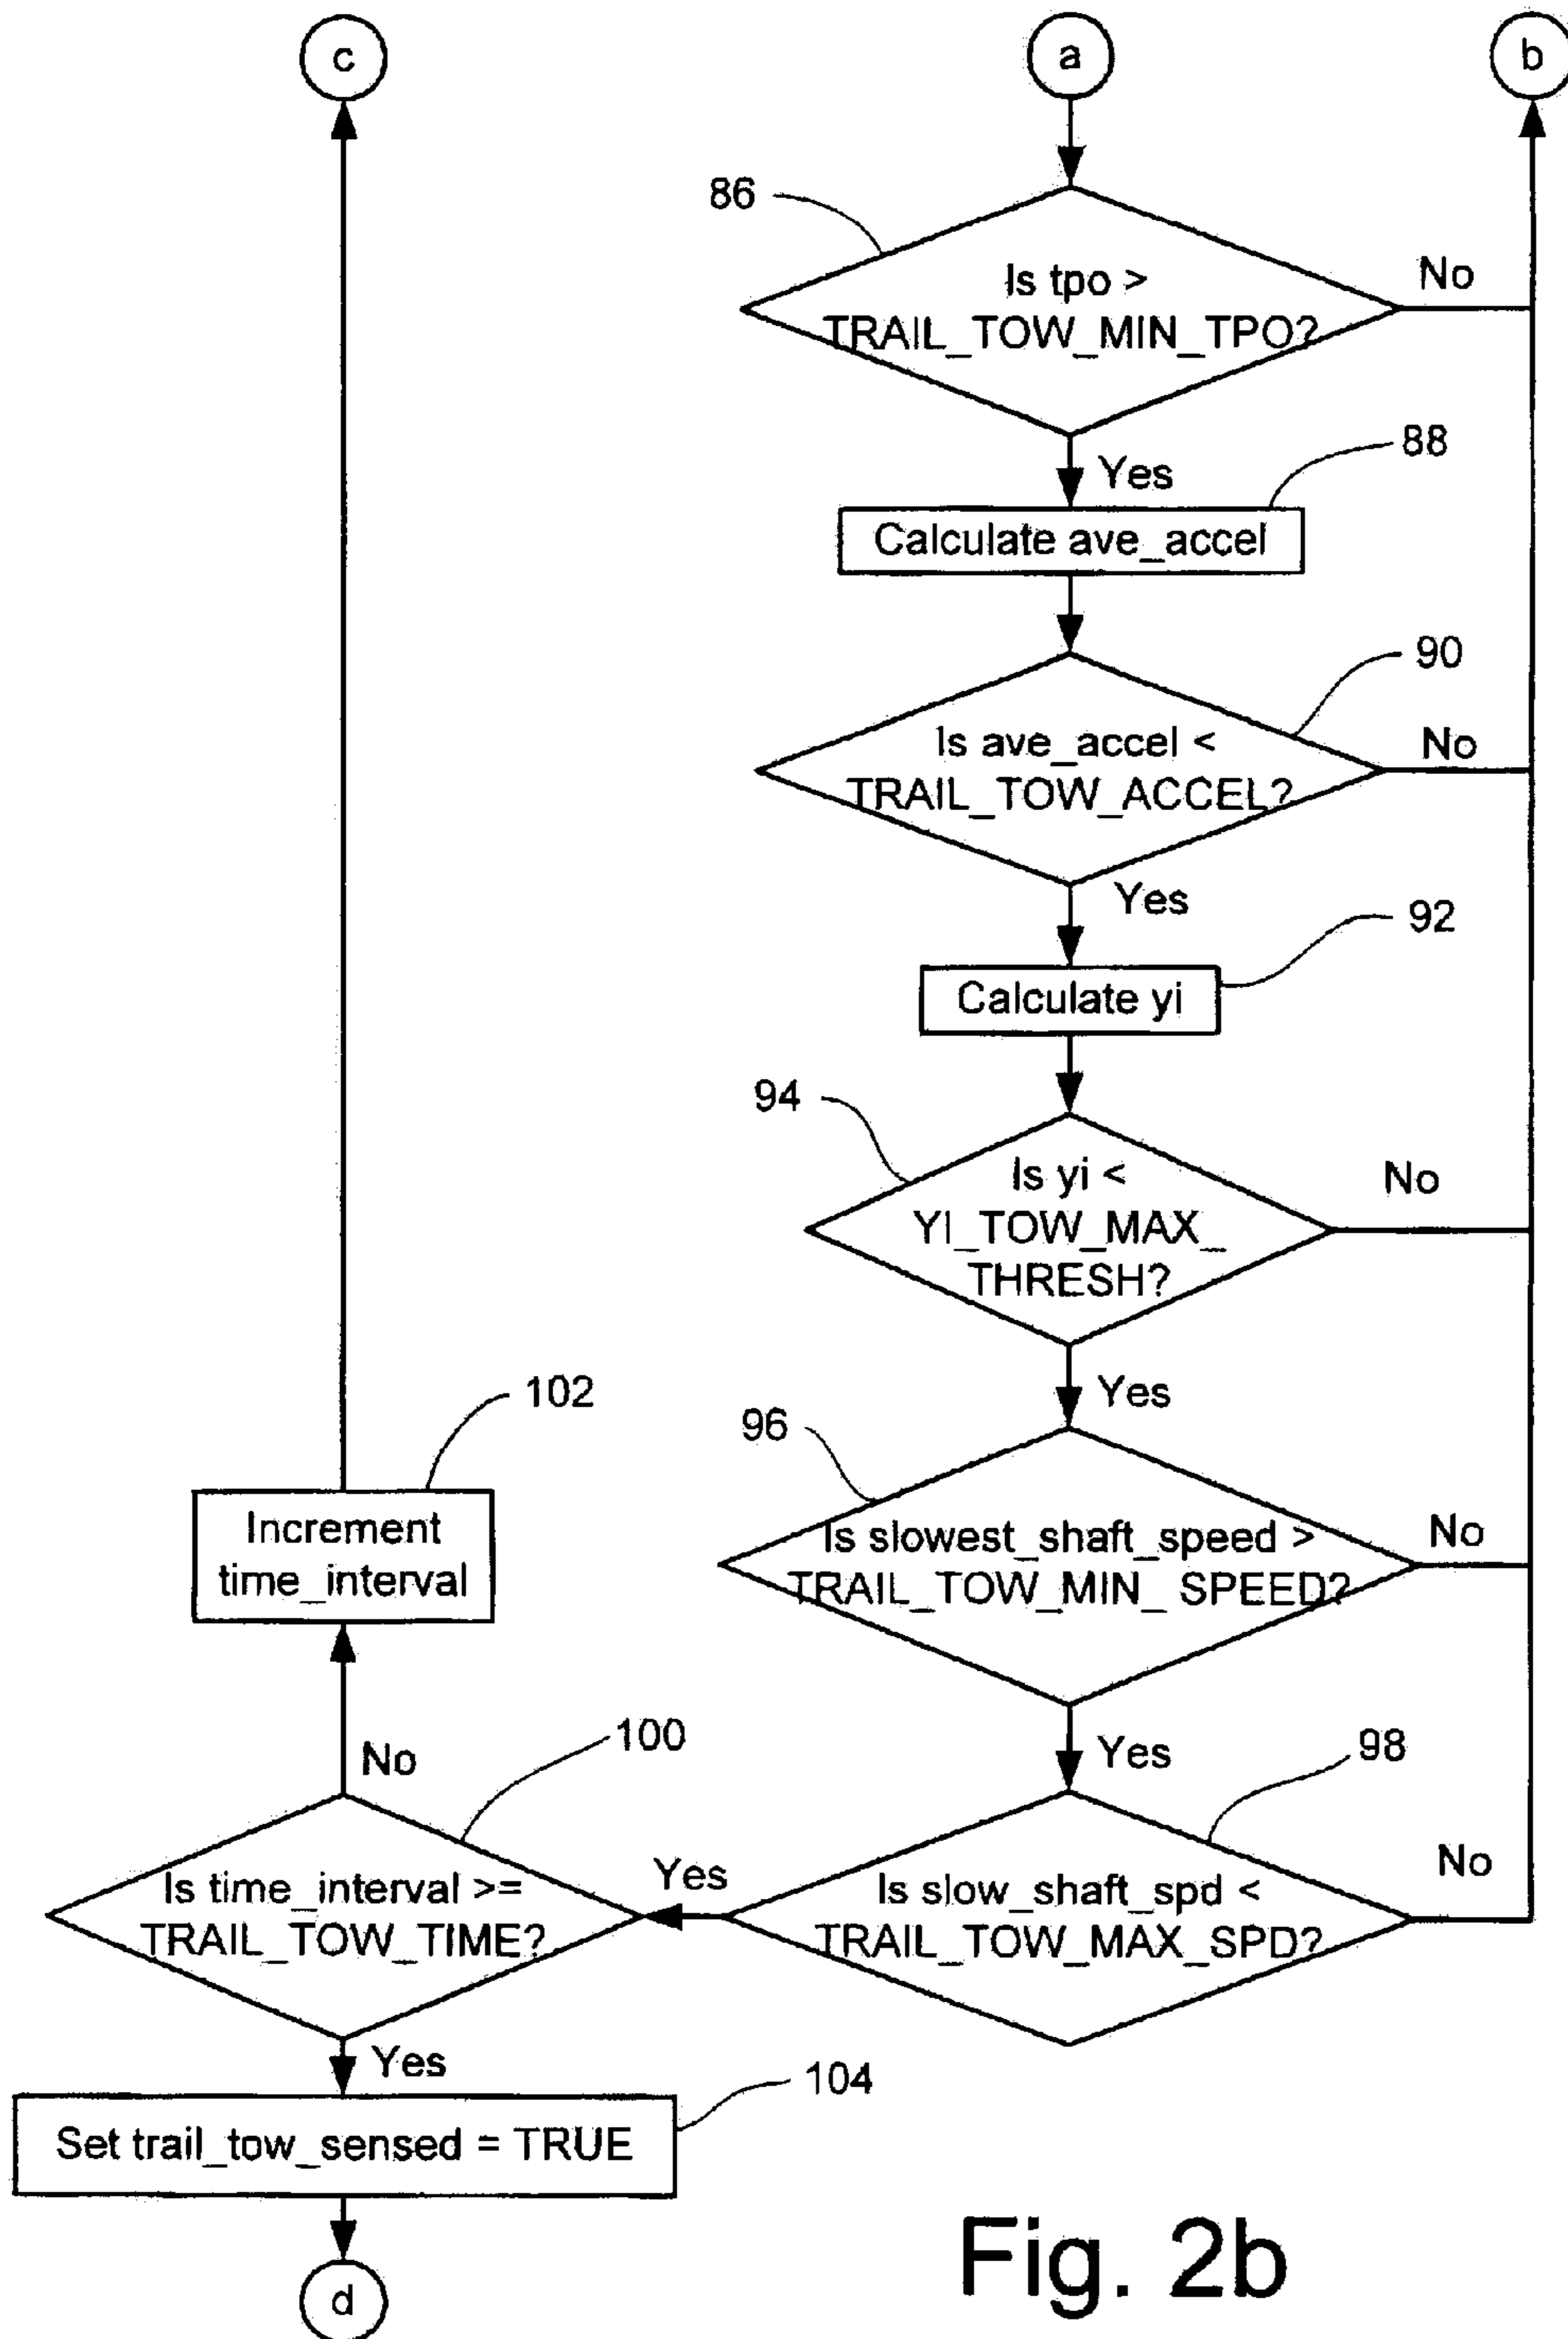 c
a
b
86
Is tpo >
TRAIL_TOW_MIN_TPO?
No
Yes
88
Calculate ave_accel
90
Is ave_accel <
TRAIL_TOW_ACCEL?
No
Yes
92
Calculate yi
94
Is yi <
YI_TOW_MAX_
THRESH?
No
Yes
96
Is slowest_shaft_speed >
TRAIL_TOW_MIN_ SPEED?
No
Yes
98
Is slow_shaft_spd <
TRAIL_TOW_MAX_SPD?
No
Yes
100
Is time_interval >=
TRAIL_TOW_TIME?
No
102
Increment
time_interval
Yes
104
Set trail_tow_sensed = TRUE
d
Fig. 2b